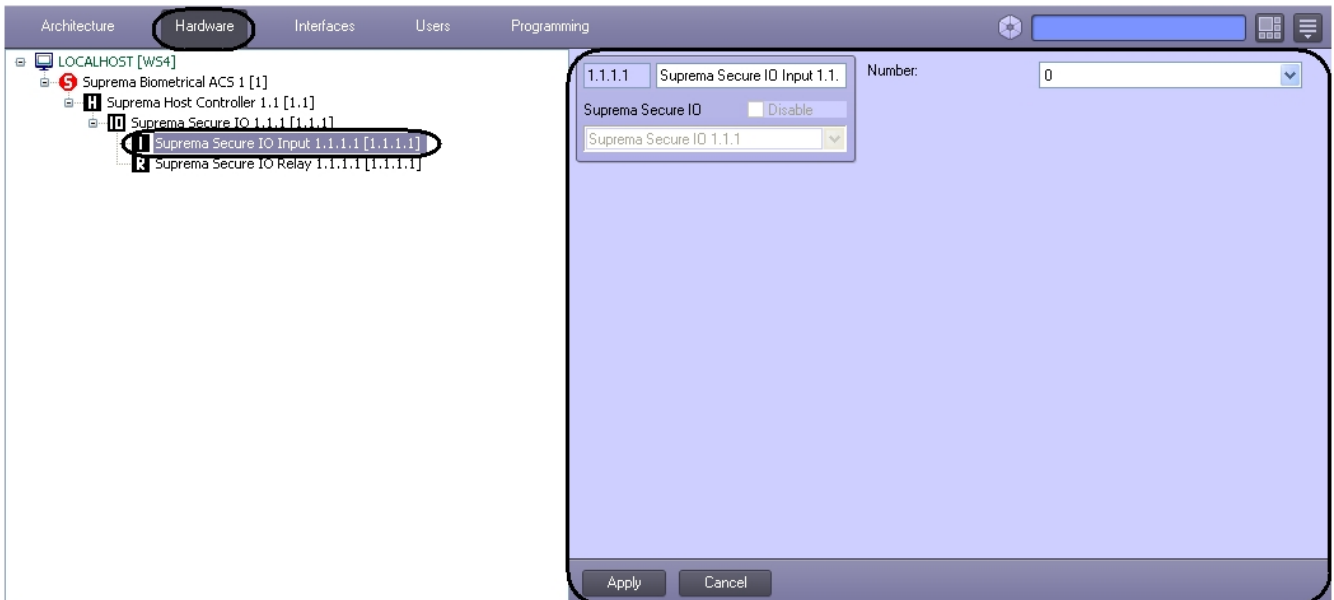 Architecture Hardware Interfaces Users Programming
LOCALHOST [WS4]
S Suprema Biometrical ACS 1 [1]
H Suprema Host Controller 1.1 [1.1]
IO Suprema Secure IO 1.1.1 [1.1.1]
I Suprema Secure IO Input 1.1.1.1 [1.1.1.1]
R Suprema Secure IO Relay 1.1.1.1 [1.1.1.1]
1.1.1.1 Suprema Secure IO Input 1.1.
Suprema Secure IO Disable
Suprema Secure IO 1.1.1
Number: 0
Apply Cancel